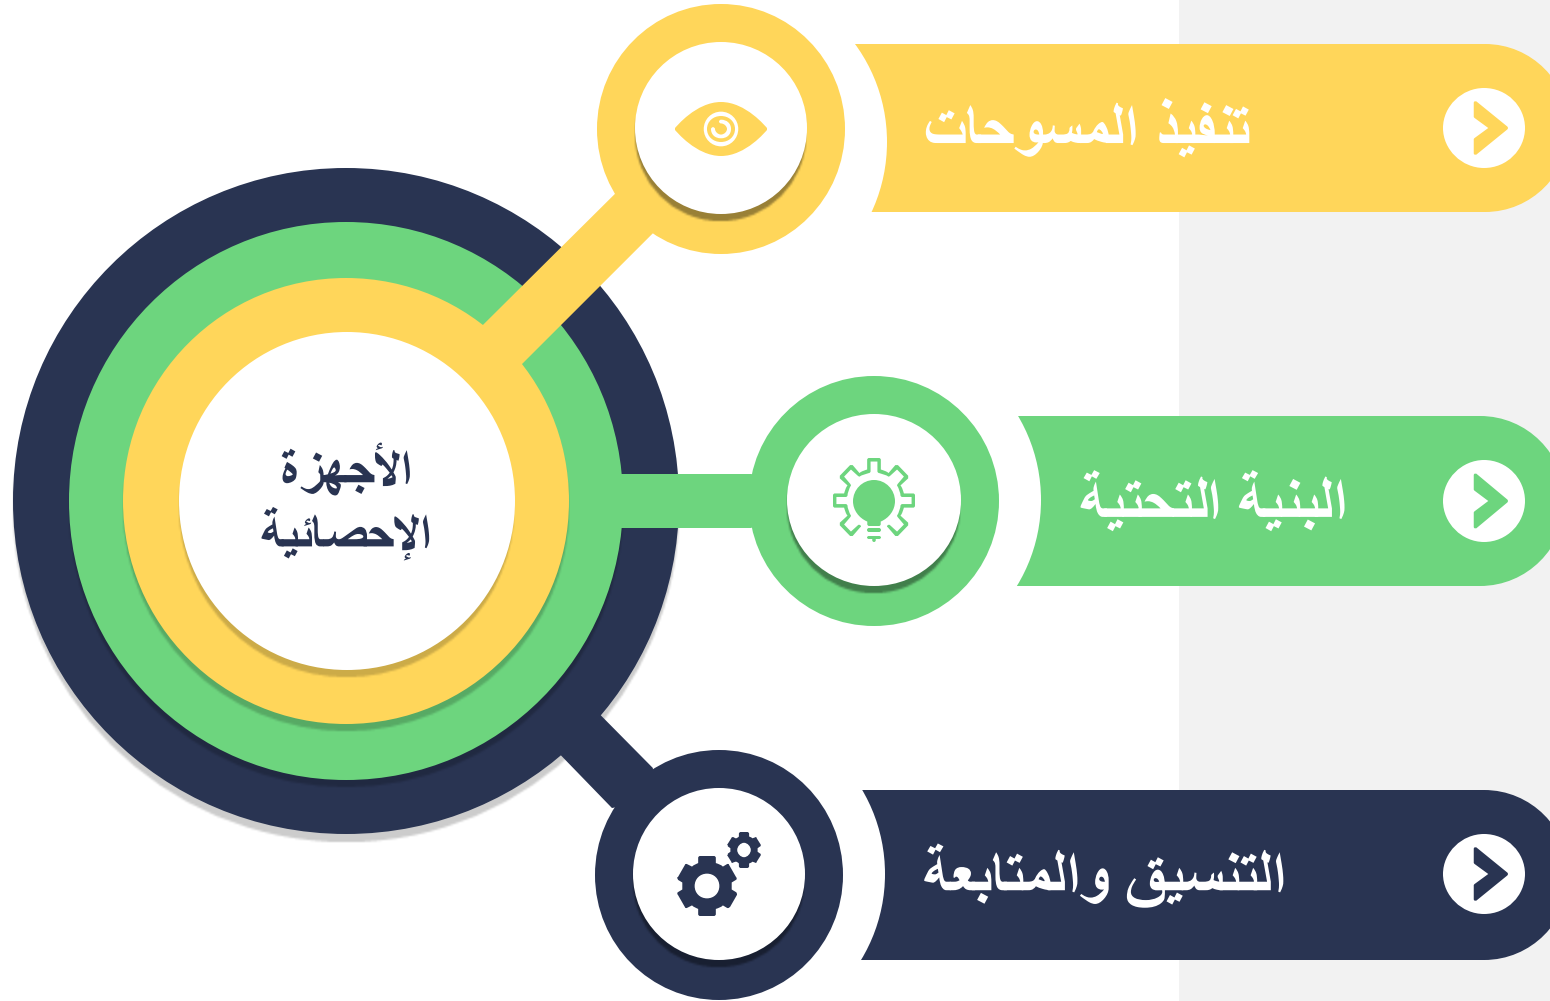 تنفيذ المسوحات
الأجهزة
الإحصائية
البنية التحتية
التنسيق والمتابعة